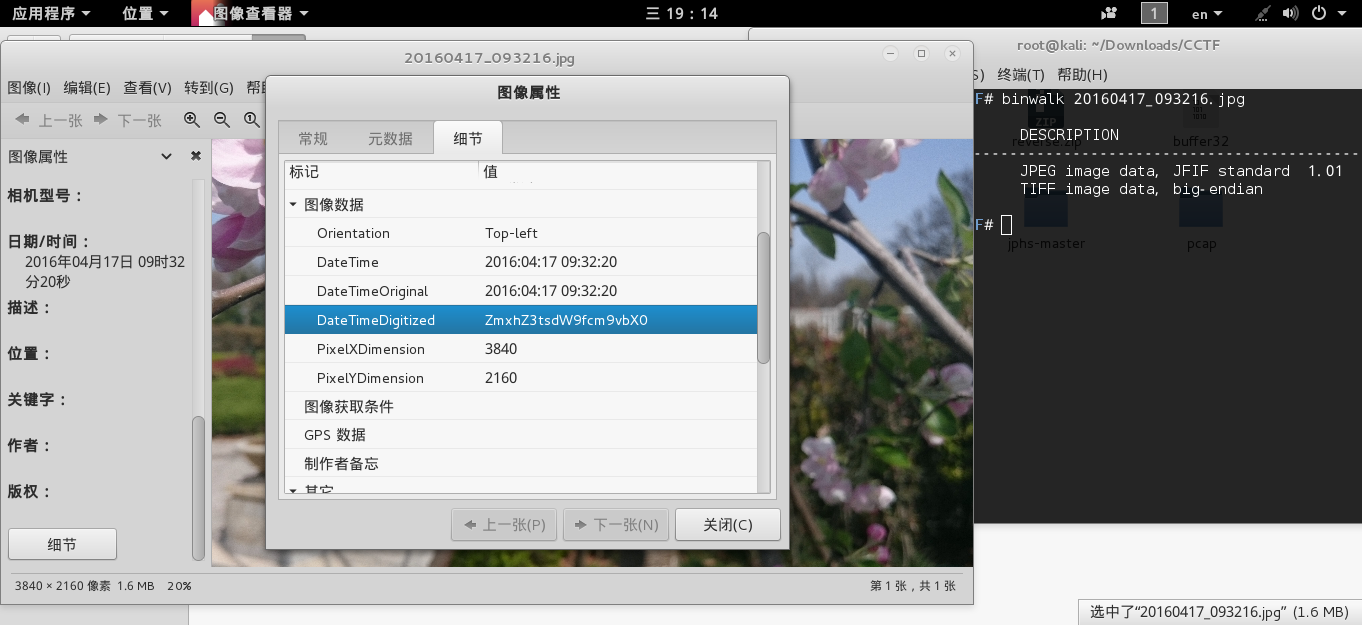 应用程序 位置 图像查看器 三 19：14 1 en
20160417_093216.jpg
root@kali: ~/Downloads/CCTF
图像(I) 编辑(E) 查看(V) 转到(G)
S) 终端(T) 帮助(H)
上一张 下一张
图像属性
相机型号：
日期/时间：
2016年04月17日 09时32
分20秒
描述：
位置：
关键字：
作者：
版权：
细节
3840 × 2160 像素 1.6 MB 20%
第 1 张，共 1 张
图像属性
常规 元数据 细节
标记 值
图像数据
Orientation Top-left
DateTime 2016:04:17 09:32:20
DateTimeOriginal 2016:04:17 09:32:20
DateTimeDigitized ZmxhZ3tsdW9fcm9vbX0
PixelXDimension 3840
PixelYDimension 2160
图像获取条件
GPS 数据
制作者备忘
其它
上一张(P) 下一张(N) 关闭(C)
F# binwalk 20160417_093216.jpg
DESCRIPTION
--------------------------------
JPEG image data, JFIF standard 1.01
TIFF image data, big-endian
F#
ZIP
reverse.zip buffer32
jphs-master pcap
选中了“20160417_093216.jpg” (1.6 MB)